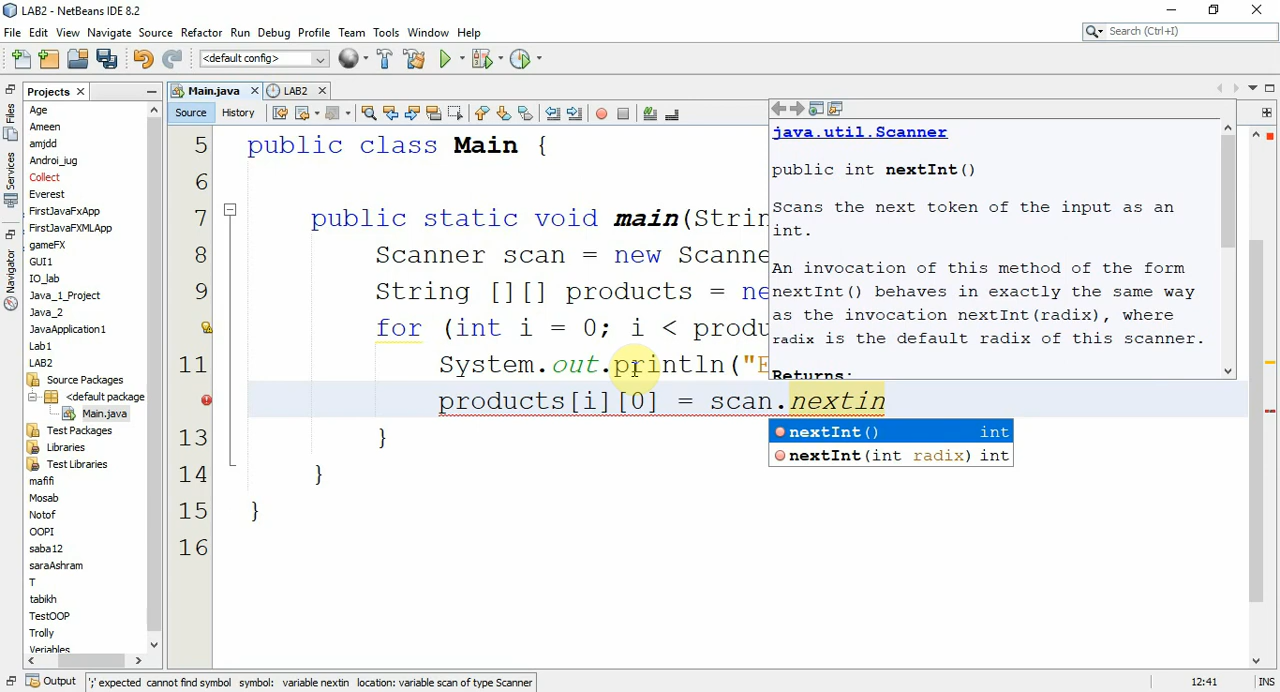 LAB2 - NetBeans IDE 8.2
File Edit View Navigate Source Refactor Run Debug Profile Team Tools Window Help
Search (Ctrl+I)
<default config>
Projects
Main.java
LAB2
Files
Services
Navigator
Source History
Age
Ameen
amjdd
Androi_iug
Collect
Everest
FirstJavaFxApp
FirstJavaFXMLApp
gameFX
GUI1
IO_lab
Java_1_Project
Java_2
JavaApplication1
Lab1
LAB2
Source Packages
<default package
Main.java
Test Packages
Libraries
Test Libraries
mafifi
Mosab
Notof
OOPI
saba12
saraAshram
T
tabikh
TestOOP
Trolly
Verables
5 public class Main {
6
7 public static void main(String
8 Scanner scan = new Scanne
9 String [][] products = ne
for (int i = 0; i < produ
11 System.out.println("E
products[i][0] = scan.nextin
13 }
14 }
15 }
16
java.util.Scanner
public int nextInt()
Scans the next token of the input as an
int.
An invocation of this method of the form
nextInt() behaves in exactly the same way
as the invocation nextInt(radix), where
radix is the default radix of this scanner.
Returns:
nextInt() int
nextInt(int radix) int
Output
';' expected cannot find symbol symbol: variable nextin location: variable scan of type Scanner
12:41
INS